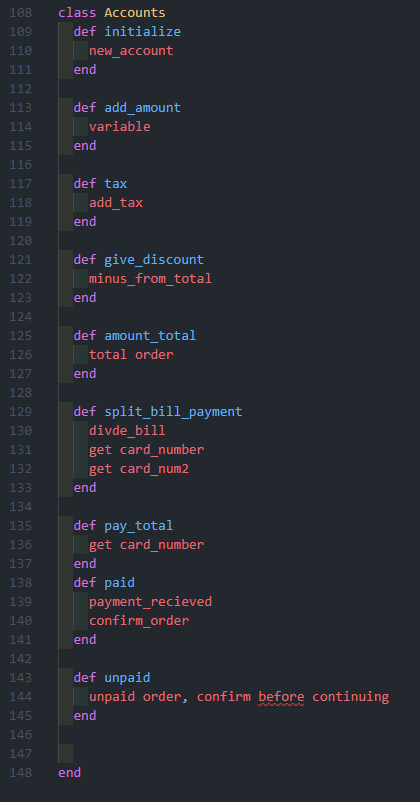 108 class Accounts
109 def initialize
110 new_account
111 end
112
113 def add_amount
114 variable
115 end
116
117 def tax
118 add_tax
119 end
120
121 def give_discount
122 minus_from_total
123 end
124
125 def amount_total
126 total order
127 end
128
129 def split_bill_payment
130 divde_bill
131 get card_number
132 get card_num2
133 end
134
135 def pay_total
136 get card_number
137 end
138 def paid
139 payment_recieved
140 confirm_order
141 end
142
143 def unpaid
144 unpaid order, confirm before continuing
145 end
146
147
148 end